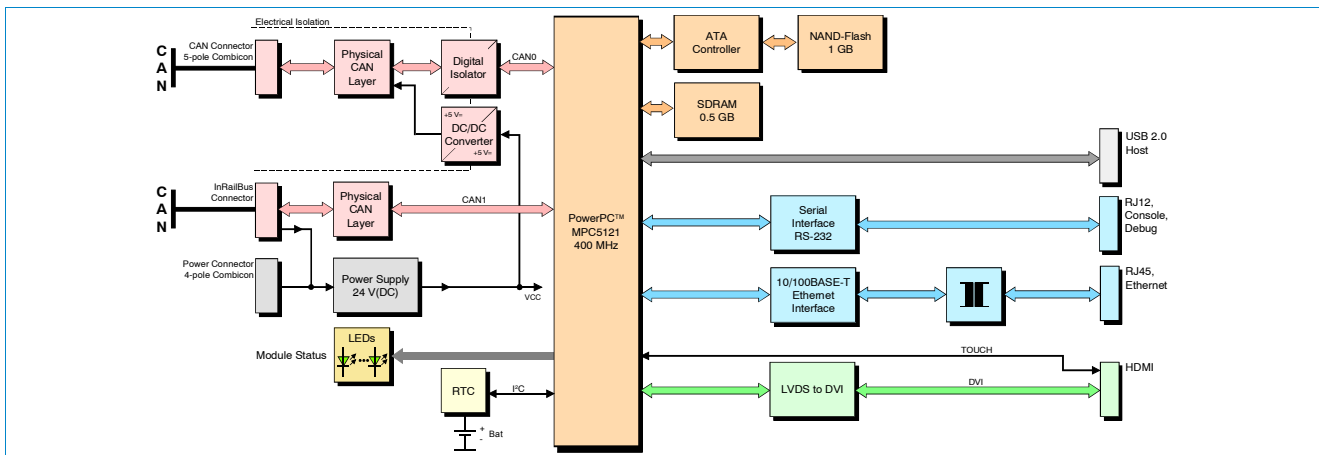 Electrical Isolation
C
A
N
CAN Connector
5-pole Combicon
Physical
CAN
Layer
Digital
Isolator
CAN0
+5 V=
DC/DC
Converter
+5 V=
C
A
N
InRailBus
Connector
Physical
CAN
Layer
CAN1
Power Connector
4-pole Combicon
Power Supply
24 V(DC)
VCC
Module Status
LEDs
RTC
I²C
+
-
Bat
PowerPC™
MPC5121
400 MHz
ATA
Controller
NAND-Flash
1 GB
SDRAM
0.5 GB
USB 2.0
Host
Serial
Interface
RS-232
RJ12,
Console,
Debug
10/100BASE-T
Ethernet
Interface
RJ45,
Ethernet
TOUCH
HDMI
LVDS to DVI
DVI